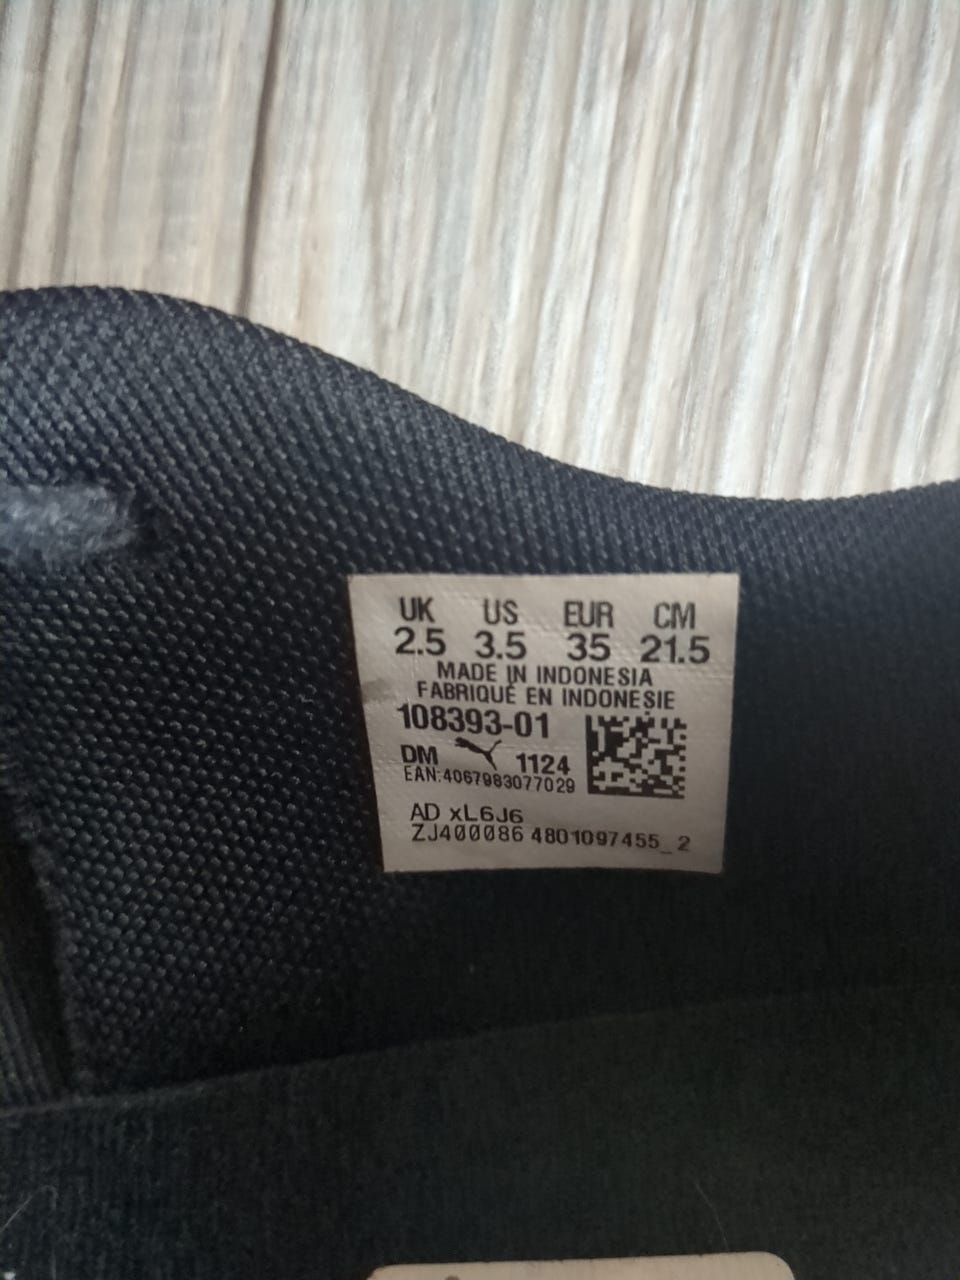 UK US EUR CM
2.5 3.5 35 21.5
MADE IN INDONESIA
FABRIQUÉ EN INDONESIE
108393-01
DM 1124
EAN:4067983077029
AD xL6J6
ZJ400086 4801097455_2